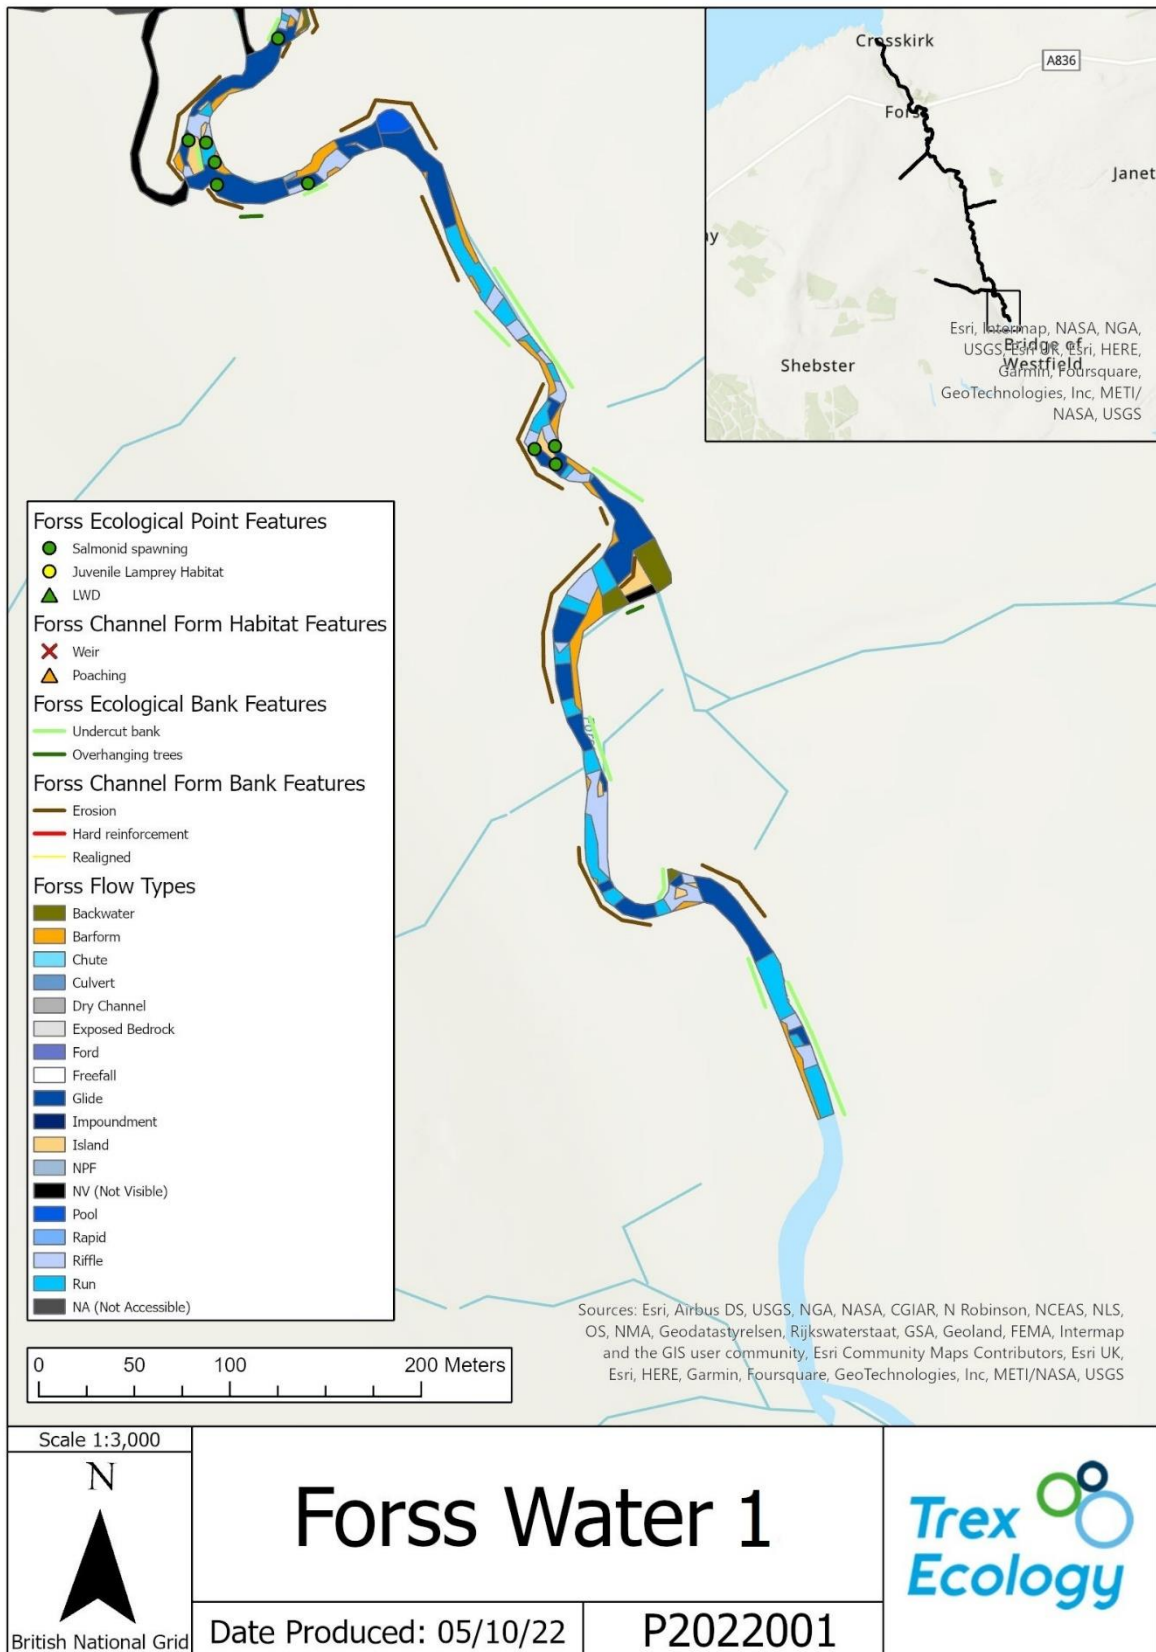 Crosskirk
A836
Forss
Janet
y
Shebster
Bridge of
Westfield
Esri, Intermap, NASA, NGA,
USGS, Esri UK, Esri, HERE,
Garmin, Foursquare,
GeoTechnologies, Inc, METI/
NASA, USGS
Forss Ecological Point Features
Salmonid spawning
Juvenile Lamprey Habitat
LWD
Forss Channel Form Habitat Features
Weir
Poaching
Forss Ecological Bank Features
Undercut bank
Overhanging trees
Forss Channel Form Bank Features
Erosion
Hard reinforcement
Realigned
Forss Flow Types
Backwater
Barform
Chute
Culvert
Dry Channel
Exposed Bedrock
Ford
Freefall
Glide
Impoundment
Island
NPF
NV (Not Visible)
Pool
Rapid
Riffle
Run
NA (Not Accessible)
Sources: Esri, Airbus DS, USGS, NGA, NASA, CGIAR, N Robinson, NCEAS, NLS,
OS, NMA, Geodatastyrelsen, Rijkswaterstaat, GSA, Geoland, FEMA, Intermap
and the GIS user community, Esri Community Maps Contributors, Esri UK,
Esri, HERE, Garmin, Foursquare, GeoTechnologies, Inc, METI/NASA, USGS
0 50 100 200 Meters
Scale 1:3,000
N
British National Grid
Forss Water 1
Date Produced: 05/10/22
P2022001
Trex
Ecology